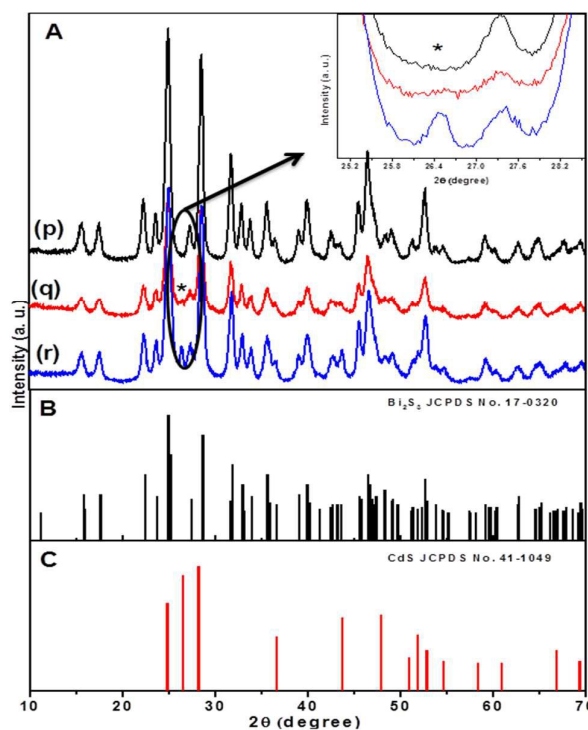 A
*
Intensity (a. u.)
25.2 25.8 26.4 27.0 27.6 28.2
2Θ (degree)
(p)
(q)
*
(r)
Intensity (a. u.)
B
Bi₂S₃ JCPDS No. 17-0320
C
CdS JCPDS No. 41-1049
10 20 30 40 50 60 70
2Θ (degree)